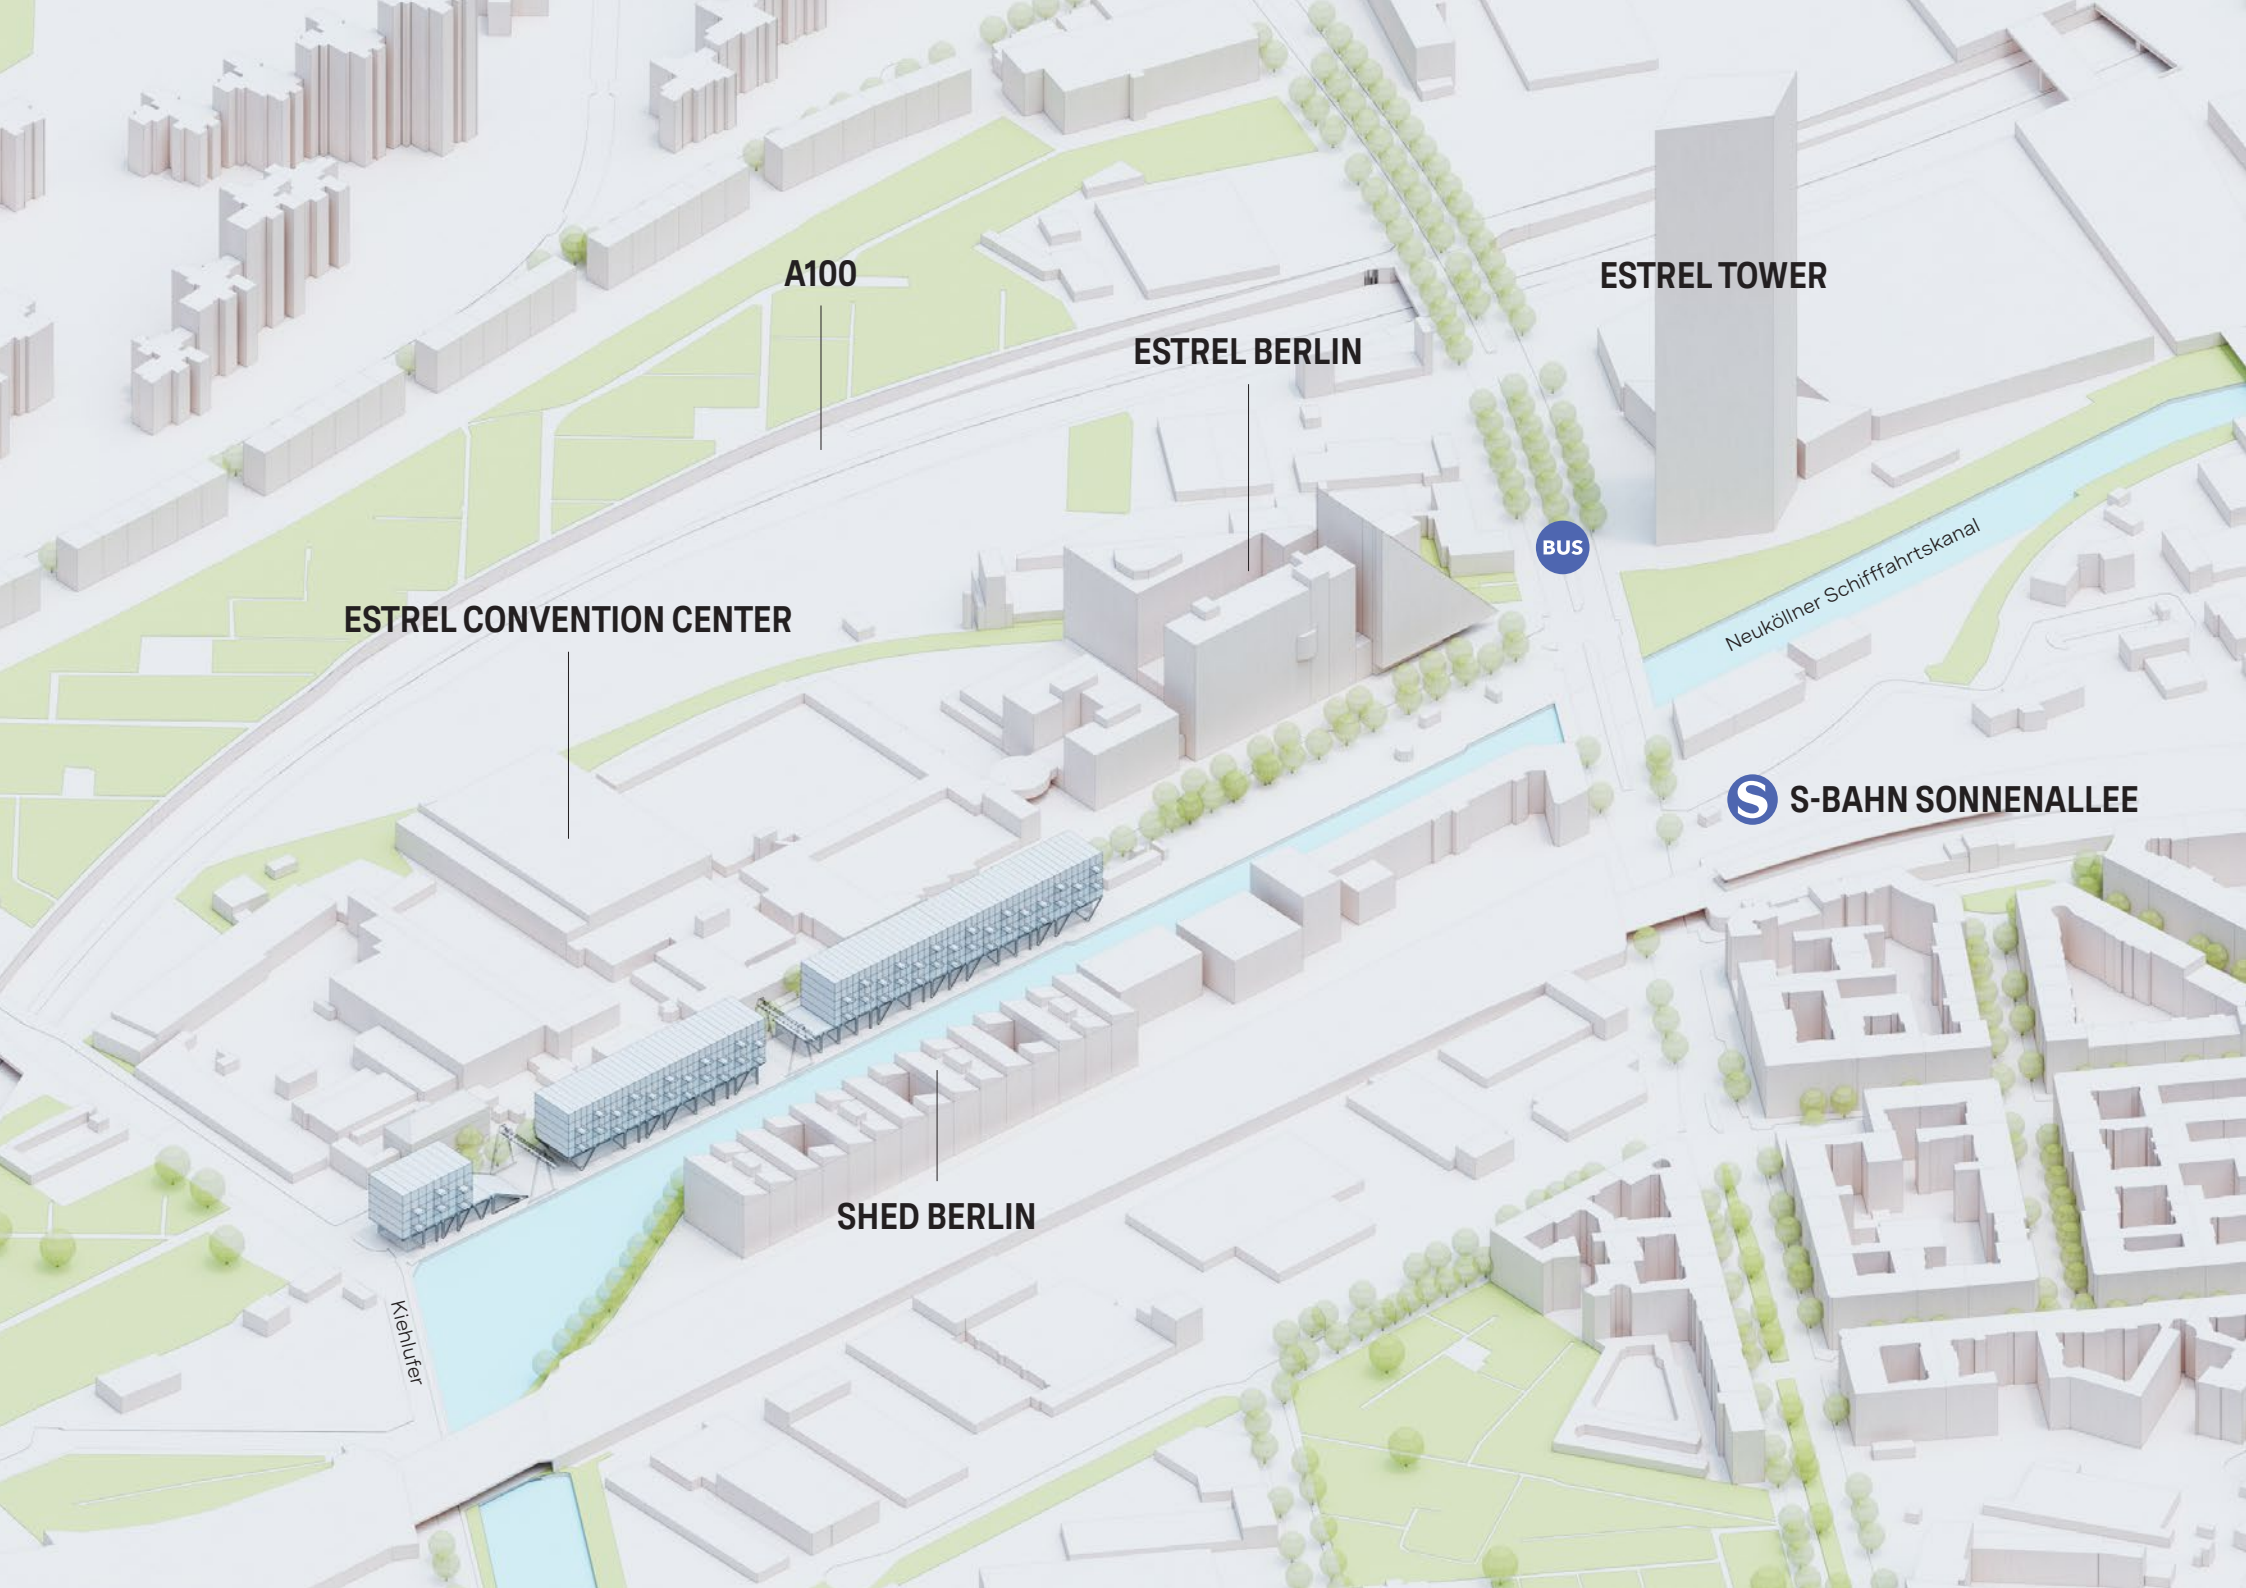 A100
ESTREL TOWER
ESTREL BERLIN
BUS
Neuköllner Schifffahrtskanal
ESTREL CONVENTION CENTER
S S-BAHN SONNENALLEE
SHED BERLIN
Kiehlufer